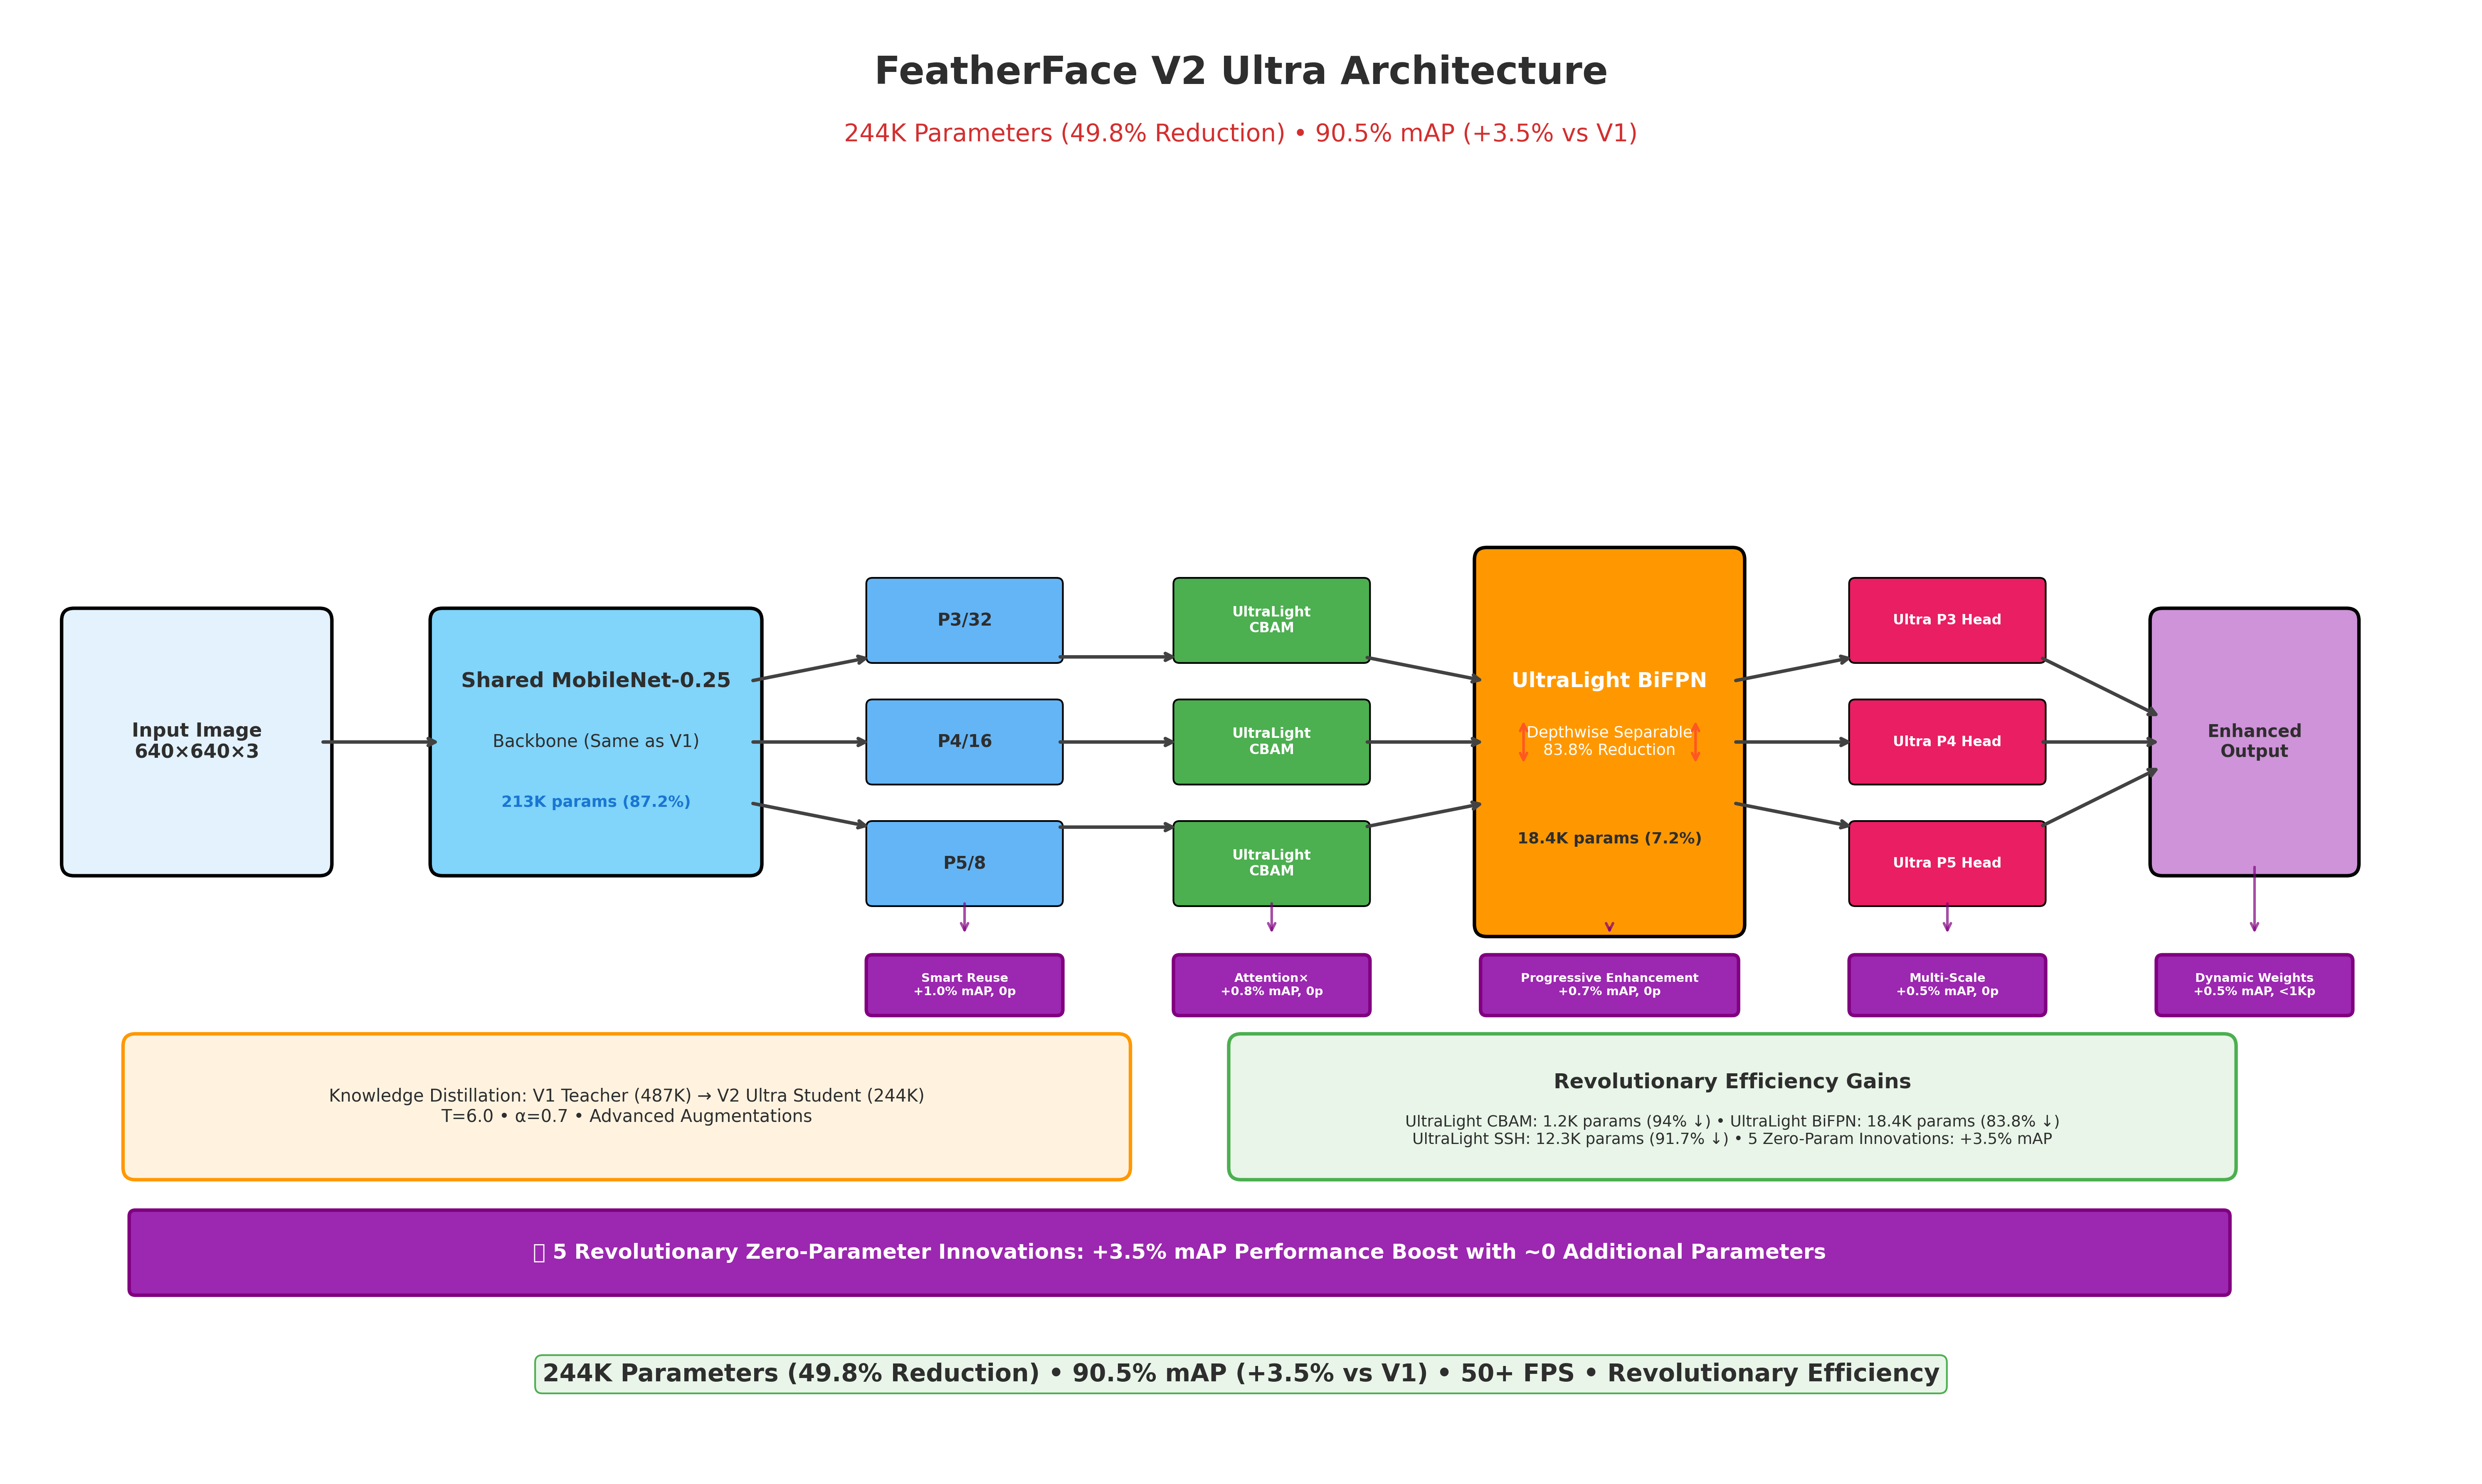 FeatherFace V2 Ultra Architecture
244K Parameters (49.8% Reduction) • 90.5% mAP (+3.5% vs V1)
Input Image
640×640×3
Shared MobileNet-0.25
Backbone (Same as V1)
213K params (87.2%)
P3/32
P4/16
P5/8
UltraLight
CBAM
UltraLight
CBAM
UltraLight
CBAM
UltraLight BiFPN
Depthwise Separable
83.8% Reduction
18.4K params (7.2%)
Ultra P3 Head
Ultra P4 Head
Ultra P5 Head
Enhanced
Output
Smart Reuse
+1.0% mAP, 0p
Attention×
+0.8% mAP, 0p
Progressive Enhancement
+0.7% mAP, 0p
Multi-Scale
+0.5% mAP, 0p
Dynamic Weights
+0.5% mAP, <1Kp
Knowledge Distillation: V1 Teacher (487K) → V2 Ultra Student (244K)
T=6.0 • α=0.7 • Advanced Augmentations
Revolutionary Efficiency Gains
UltraLight CBAM: 1.2K params (94% ↓) • UltraLight BiFPN: 18.4K params (83.8% ↓)
UltraLight SSH: 12.3K params (91.7% ↓) • 5 Zero-Param Innovations: +3.5% mAP
5 Revolutionary Zero-Parameter Innovations: +3.5% mAP Performance Boost with ~0 Additional Parameters
244K Parameters (49.8% Reduction) • 90.5% mAP (+3.5% vs V1) • 50+ FPS • Revolutionary Efficiency